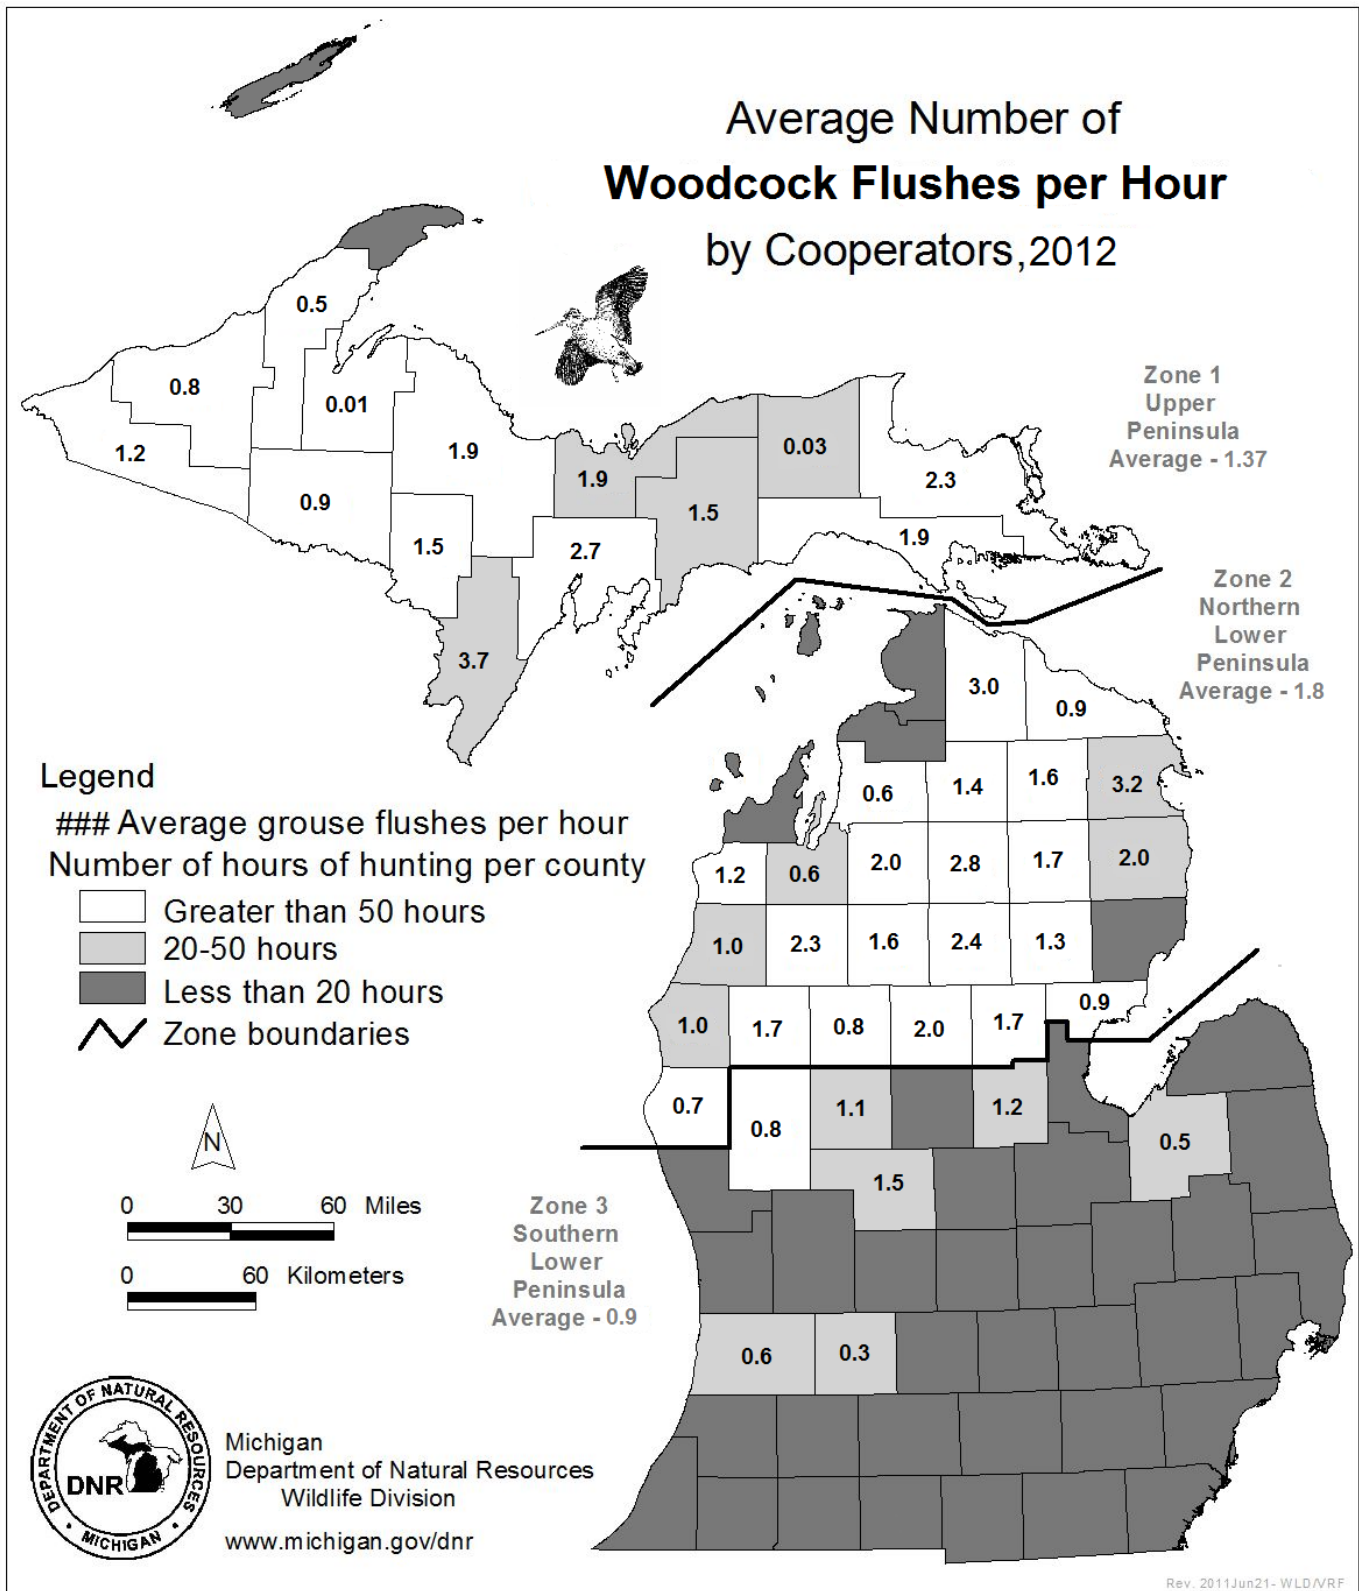 Average Number of
Woodcock Flushes per Hour
by Cooperators,2012
0.5
0.8
0.01
1.2
1.9
0.9
1.5
1.9
2.7
1.5
0.03
2.3
1.9
3.7
Zone 1
Upper
Peninsula
Average - 1.37
Zone 2
Northern
Lower
Peninsula
Average - 1.8
3.0
0.9
0.6
1.4
1.6
3.2
1.2
0.6
2.0
2.8
1.7
2.0
1.0
2.3
1.6
2.4
1.3
1.0
1.7
0.8
2.0
1.7
0.9
0.7
0.8
1.1
1.2
0.5
1.5
0.6
0.3
Legend
### Average grouse flushes per hour
Number of hours of hunting per county
Greater than 50 hours
20-50 hours
Less than 20 hours
Zone boundaries
N
0 30 60 Miles
0 60 Kilometers
Zone 3
Southern
Lower
Peninsula
Average - 0.9
DEPARTMENT OF NATURAL RESOURCES
DNR
MICHIGAN
Michigan
Department of Natural Resources
Wildlife Division
www.michigan.gov/dnr
Rev. 2011Jun21- WLD/VRF